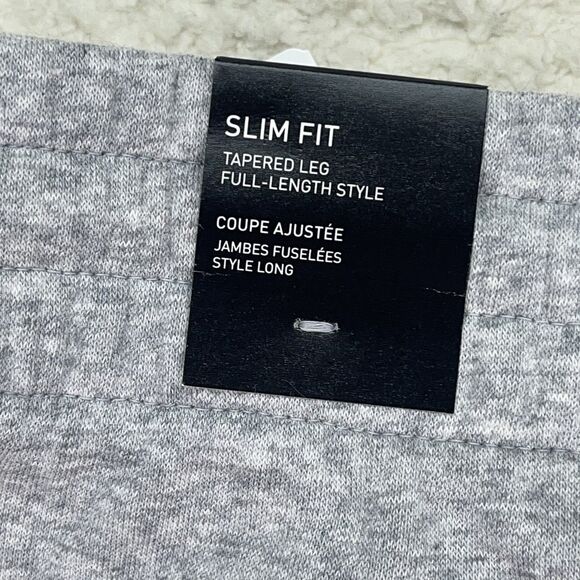 SLIM FIT
TAPERED LEG
FULL-LENGTH STYLE
COUPE AJUSTÉE
JAMBES FUSELÉES
STYLE LONG